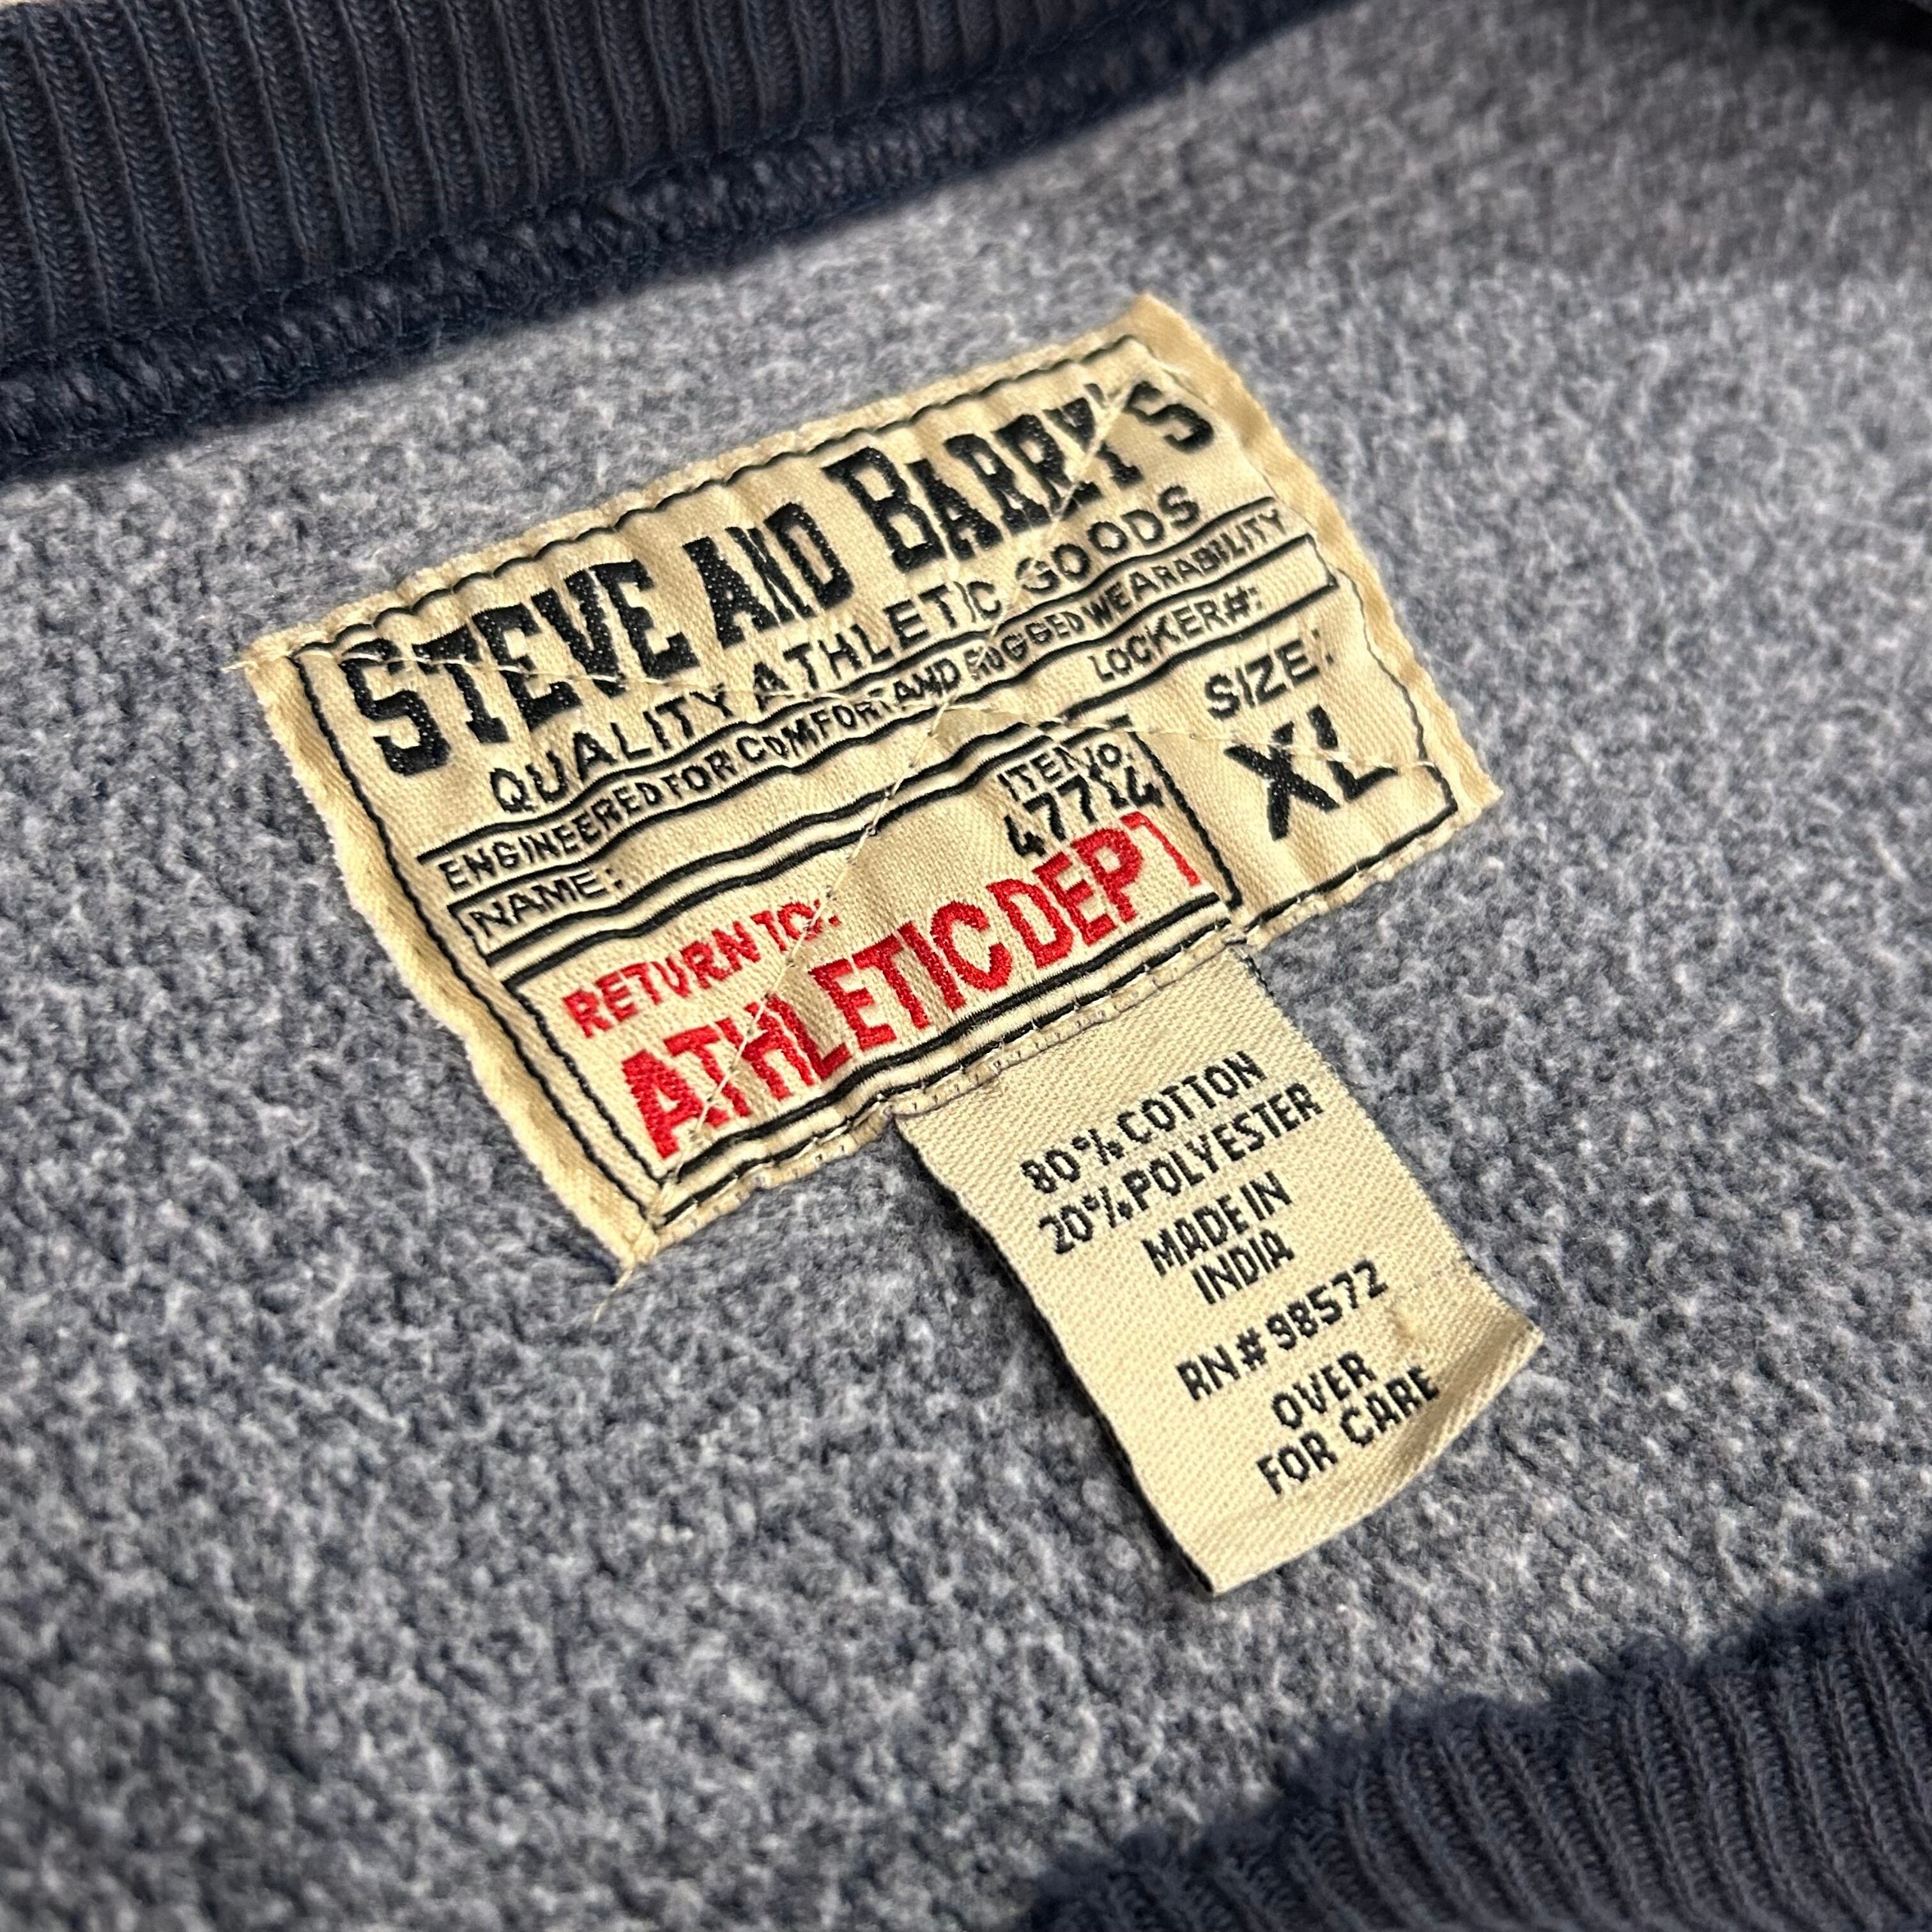 STEVE AND BARRY'S
QUALITY ATHLETIC GOODS
ENGINEERED FOR COMFORT AND RUGGED WEARABILITY
NAME: LOCKER#:
ITEM NO.
47714
RETURN TO:
ATHLETIC DEPT
SIZE:
XL
80% COTTON
20% POLYESTER
MADE IN
INDIA
RN# 98572
OVER
FOR CARE